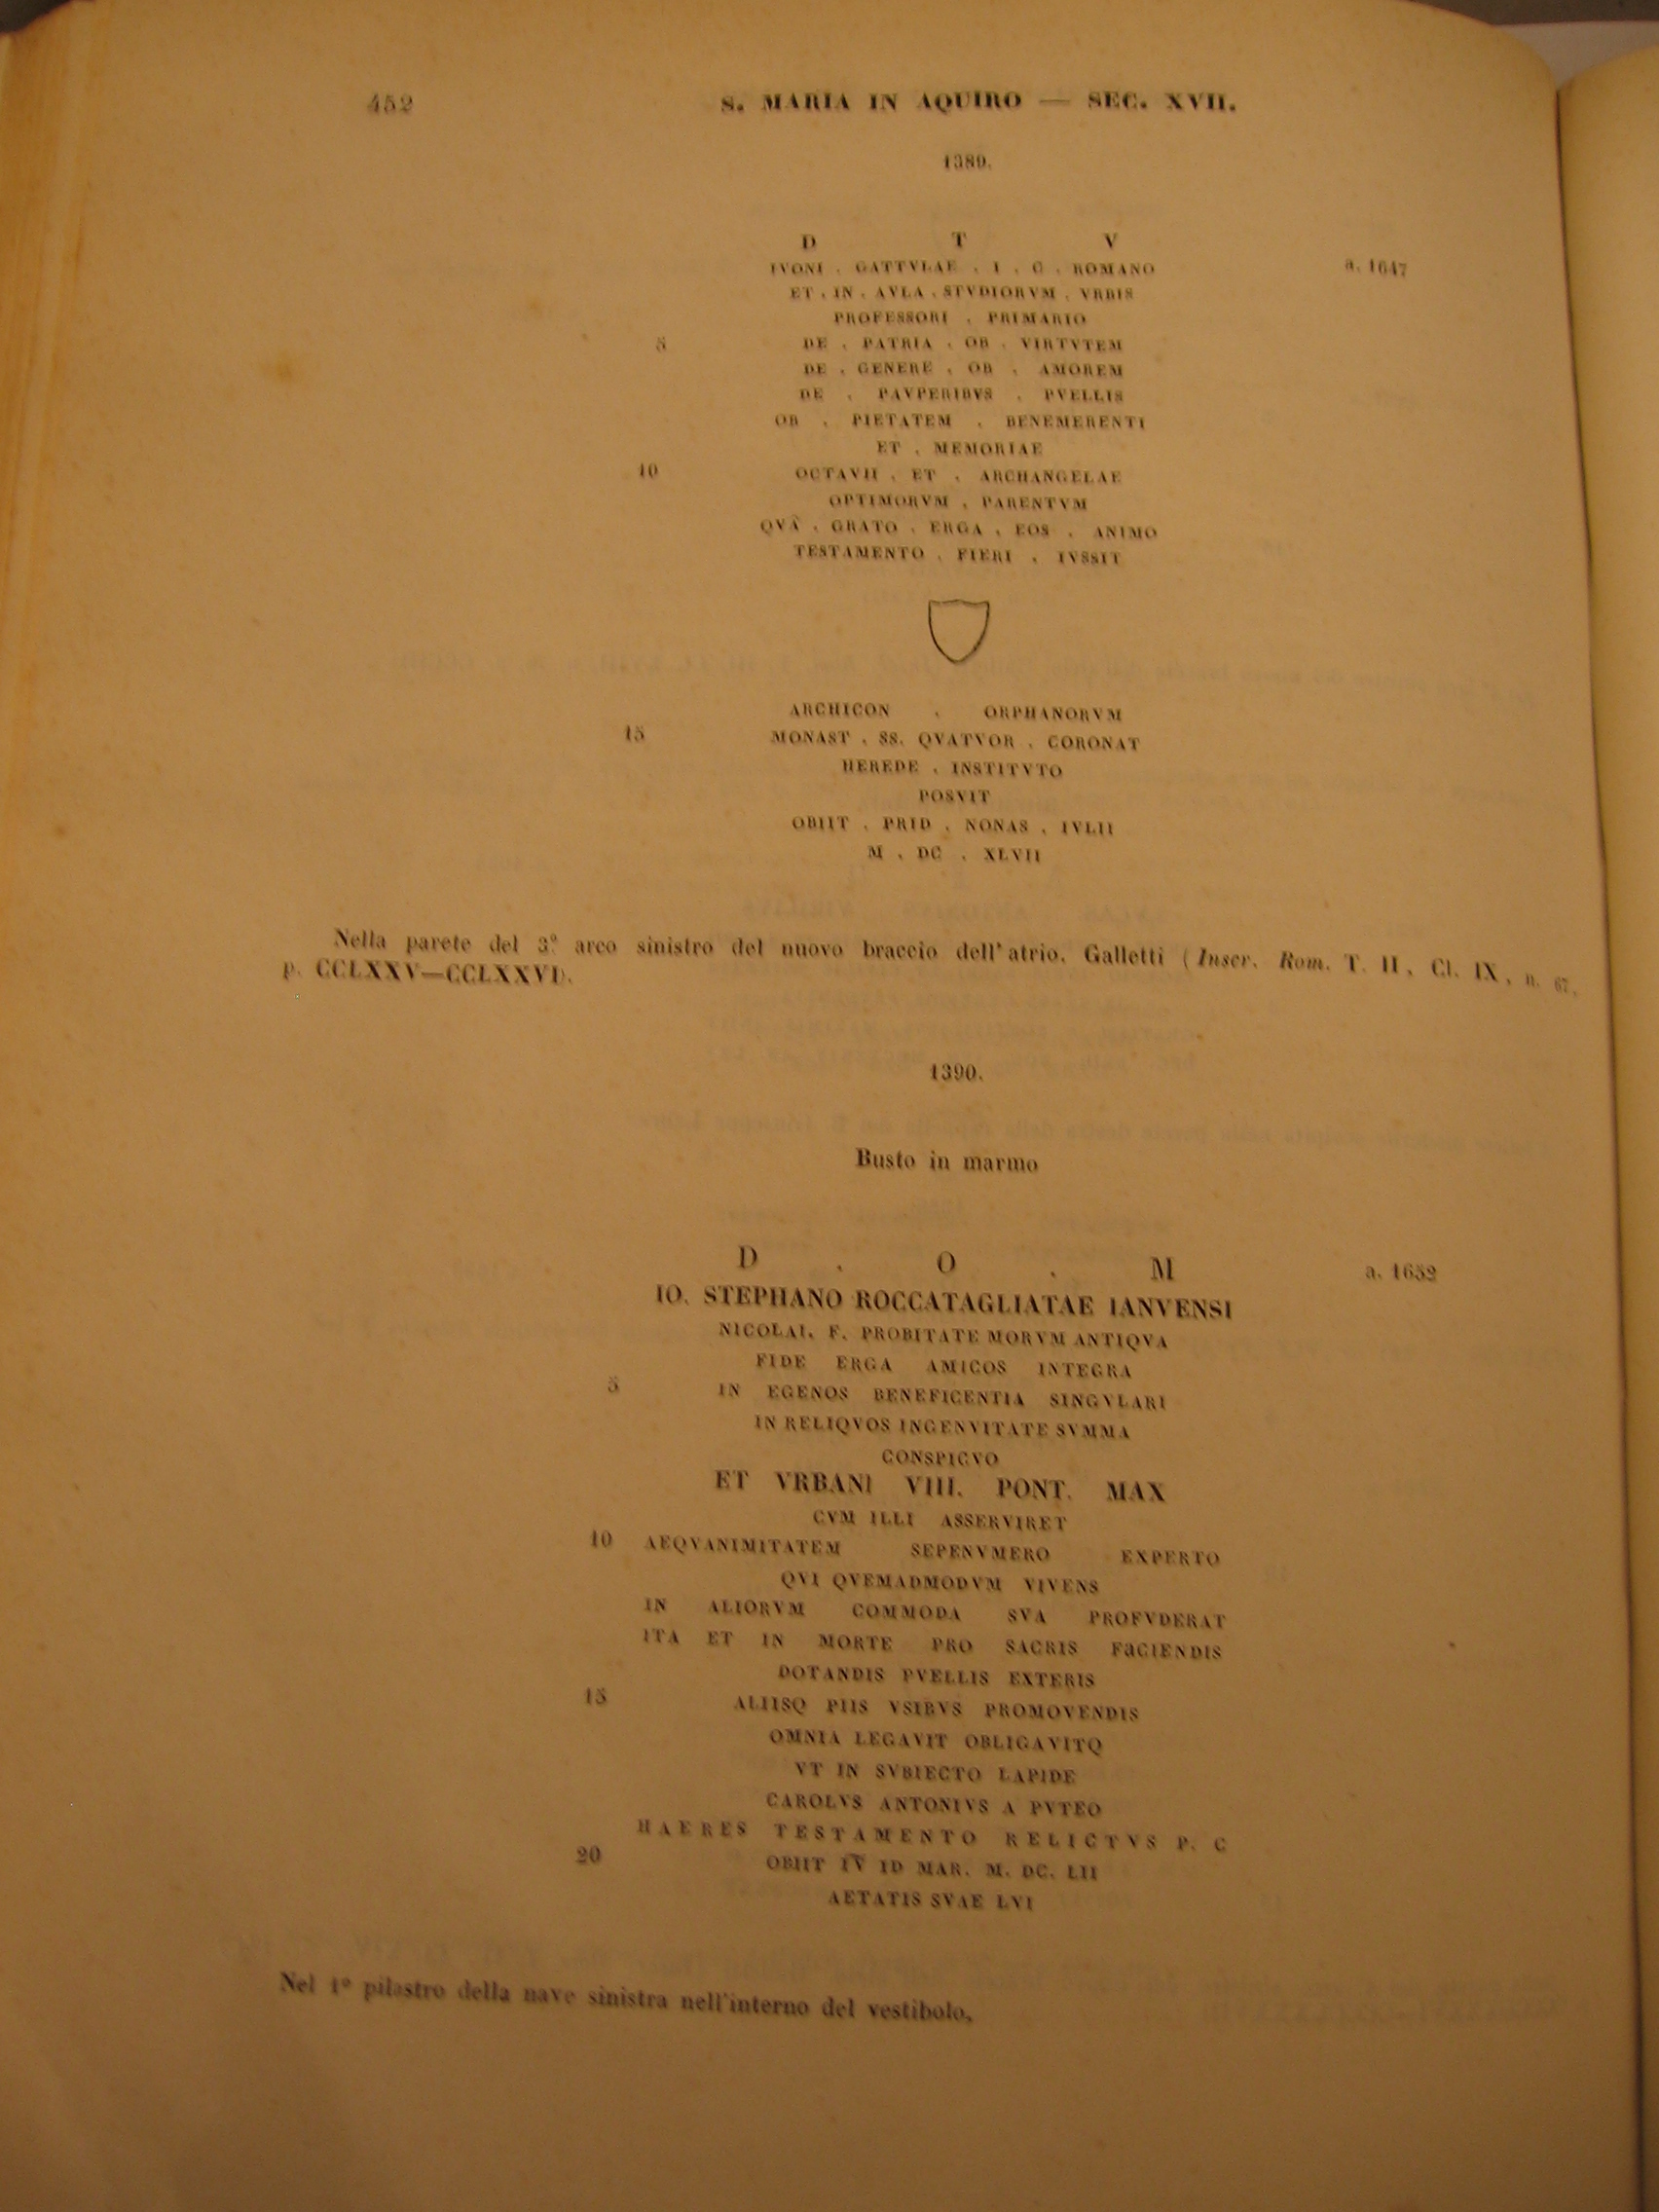 452 S. MARIA IN AQUIRO — SEC. XVII.
1389.
D T V
IVONI . GATTVLAE . I . C . ROMANO a. 1647
ET . IN . AVLA . STVDIORVM . VRBIS
PROFESSORI . PRIMARIO
5 DE . PATRIA . OB . VIRTVTEM
DE . GENERE . OB . AMOREM
DE . PAVPERIBVS . PVELLIS
OB . PIETATEM . BENEMERENTI
ET . MEMORIAE
10 OCTAVII . ET . ARCHANGELAE
OPTIMORVM . PARENTVM
QVÂ . GRATO . ERGA . EOS . ANIMO
TESTAMENTO . FIERI . IVSSIT
ARCHICON . ORPHANORVM
15 MONAST . SS. QVATVOR . CORONAT
HEREDE . INSTITVTO
POSVIT
OBIIT . PRID . NONAS . IVLII
M . DC . XLVII
Nella parete del 3.° arco sinistro del nuovo braccio dell'atrio. Galletti (Inscr. Rom. T. II, Cl. IX, n. 67,
p. CCLXXV—CCLXXVI).
1390.
Busto in marmo
D . O . M a. 1652
IO. STEPHANO ROCCATAGLIATAE IANVENSI
NICOLAI. F. PROBITATE MORVM ANTIQVA
FIDE ERGA AMICOS INTEGRA
5 IN EGENOS BENEFICENTIA SINGVLARI
IN RELIQVOS INGENVITATE SVMMA
CONSPICVO
ET VRBANI VIII. PONT. MAX
CVM ILLI ASSERVIRET
10 AEQVANIMITATEM SEPENVMERO EXPERTO
QVI QVEMADMODVM VIVENS
IN ALIORVM COMMODA SVA PROFVDERAT
ITA ET IN MORTE PRO SACRIS FaCIENDIS
DOTANDIS PVELLIS EXTERIS
15 ALIISQ PIIS VSIBVS PROMOVENDIS
OMNIA LEGAVIT OBLIGAVITQ
VT IN SVBIECTO LAPIDE
CAROLVS ANTONIVS A PVTEO
HAERES TESTAMENTO RELICTVS P. C
20 OBIIT IV ID MAR. M. DC. LII
AETATIS SVAE LVI
Nel 1° pilastro della nave sinistra nell'interno del vestibolo.